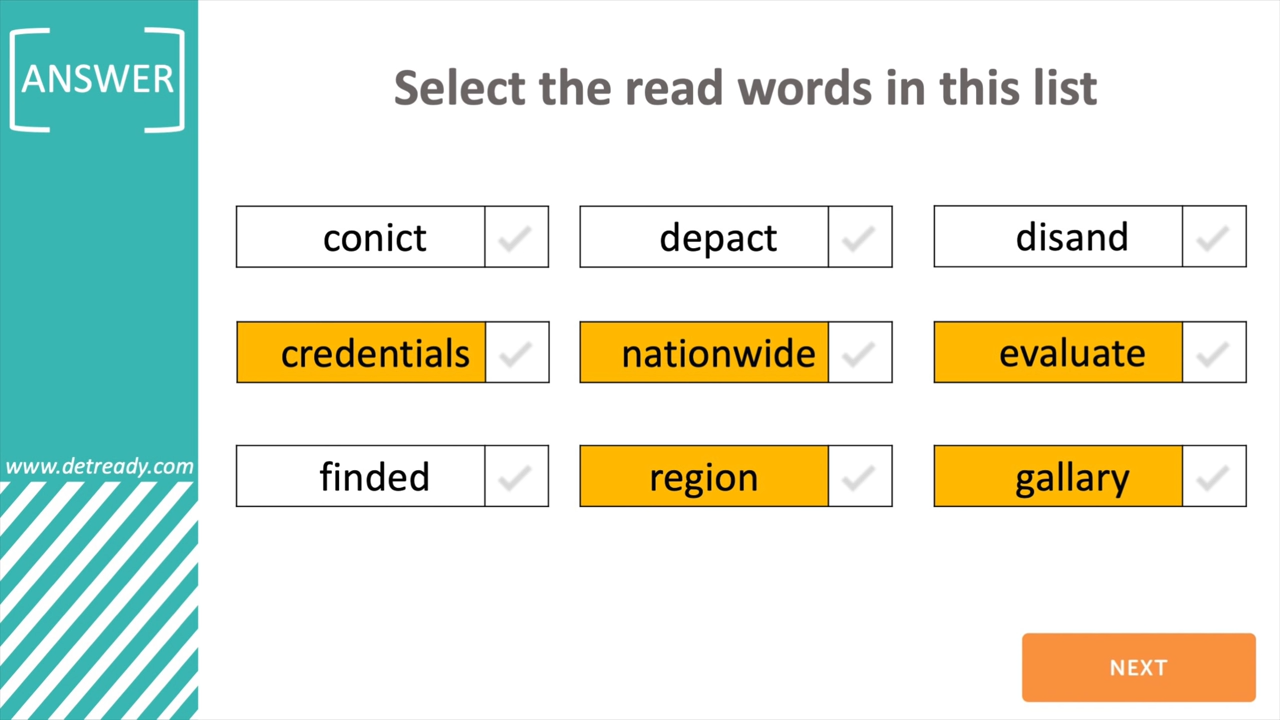 ANSWER
Select the read words in this list
conict
depact
disand
credentials
nationwide
evaluate
finded
region
gallary
www.detready.com
NEXT